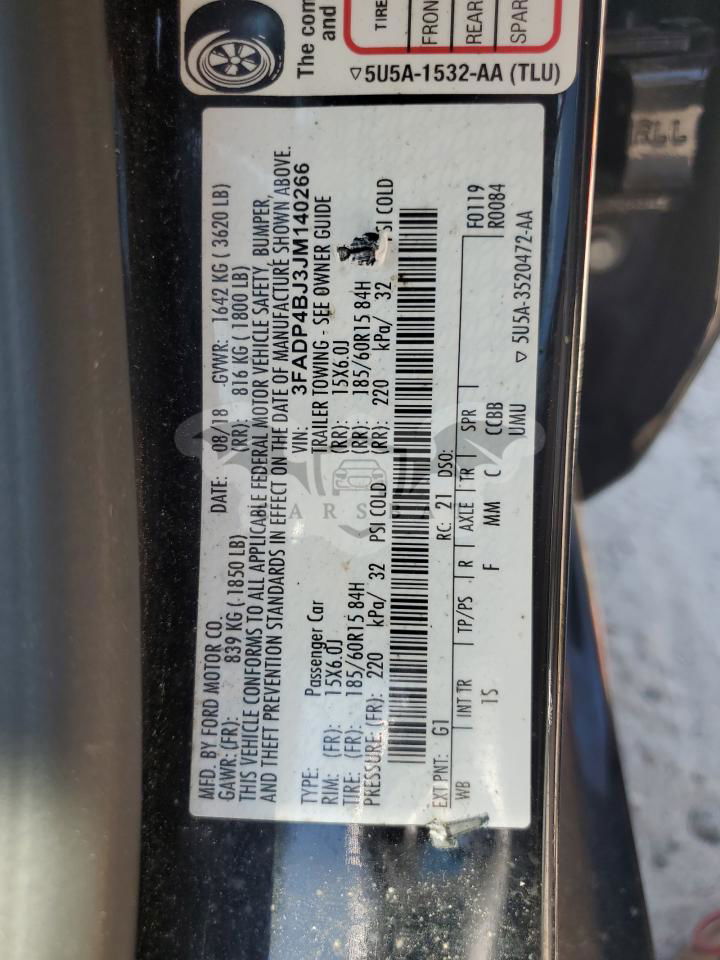 The com
and
TIRE
FRONT
REAR
SPAR
▽5U5A-1532-AA (TLU)
MFD. BY FORD MOTOR CO. DATE: 08/18 GVWR: 1642 KG ( 3620 LB)
GAWR: (FR): 839 KG ( 1850 LB) (RR): 816 KG ( 1800 LB)
THIS VEHICLE CONFORMS TO ALL APPLICABLE FEDERAL MOTOR VEHICLE SAFETY, BUMPER,
AND THEFT PREVENTION STANDARDS IN EFFECT ON THE DATE OF MANUFACTURE SHOWN ABOVE.
VIN: 3FADP4BJ3JM140266
TYPE: Passenger Car TRAILER TOWING - SEE OWNER GUIDE
RIM: (FR): 15X6.0J (RR): 15X6.0J
TIRE: (FR): 185/60R15 84H (RR): 185/60R15 84H
PRESSURE: (FR): 220 kPa/ 32 PSI COLD (RR): 220 kPa/ 32 PSI COLD
EXT PNT: G1 RC: 21 DSO: F0119
WB INT TR TP/PS R AXLE TR SPR R0084
1S F MM C CCBB
UMU ▽ 5U5A-3520472-AA